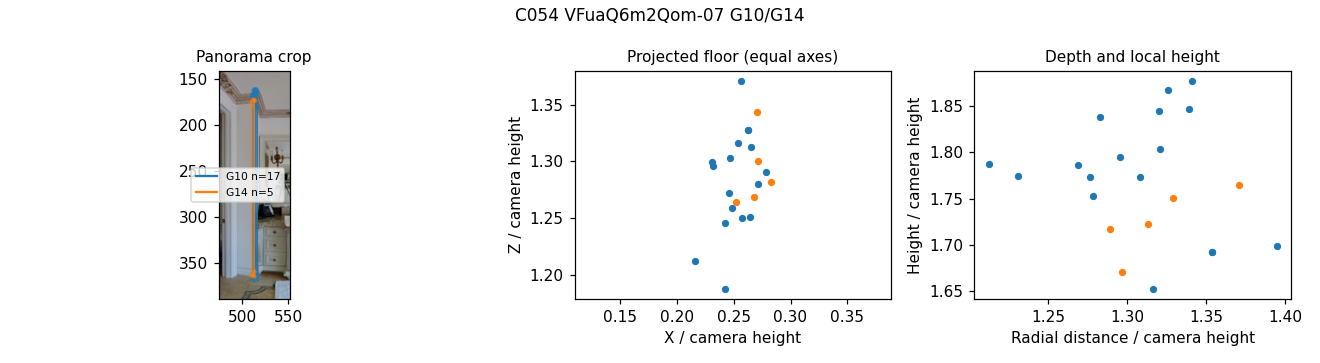 C054 VFuaQ6m2Qom-07 G10/G14
Panorama crop
150
200
250
300
350
500 550
G10 n=17
G14 n=5
Projected floor (equal axes)
Z / camera height
1.35
1.30
1.25
1.20
0.15 0.20 0.25 0.30 0.35
X / camera height
Depth and local height
Height / camera height
1.85
1.80
1.75
1.70
1.65
1.25 1.30 1.35 1.40
Radial distance / camera height